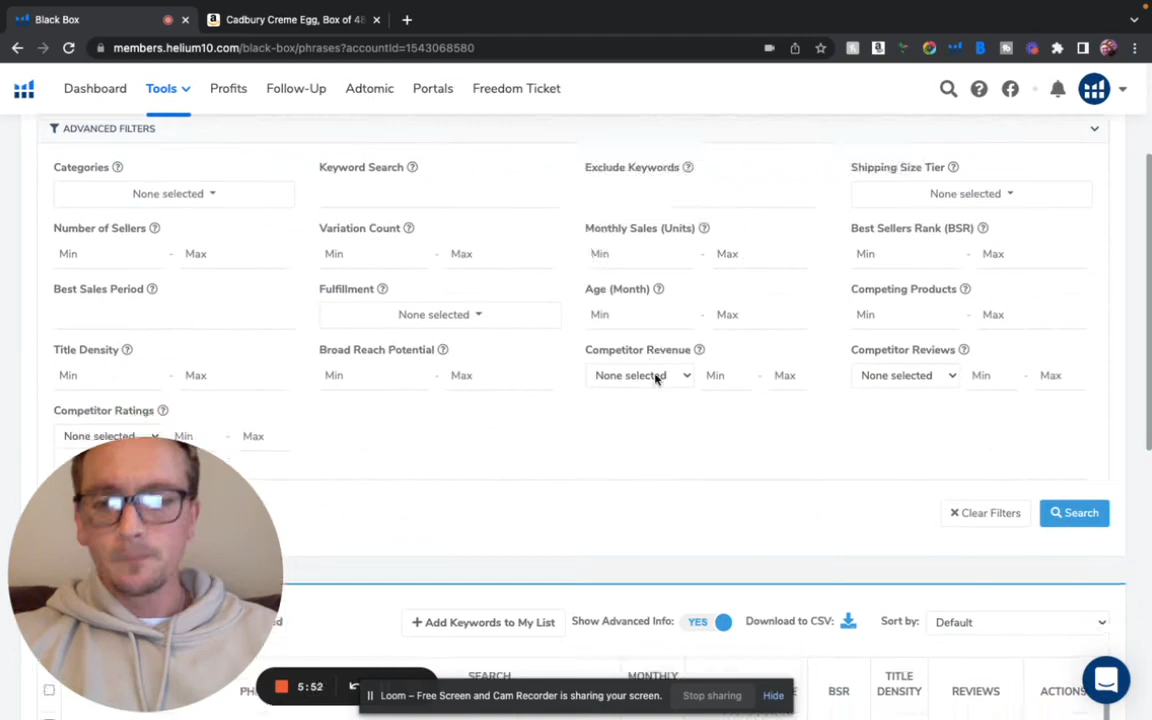 Black Box
Cadbury Creme Egg, Box of 48
members.helium10.com/black-box/phrases?accountId=1543068580
Dashboard Tools Profits Follow-Up Adtomic Portals Freedom Ticket
ADVANCED FILTERS
Categories Keyword Search Exclude Keywords Shipping Size Tier
None selected None selected
Number of Sellers Variation Count Monthly Sales (Units) Best Sellers Rank (BSR)
Min - Max Min - Max Min - Max Min - Max
Best Sales Period Fulfillment Age (Month) Competing Products
None selected Min - Max Min - Max
Title Density Broad Reach Potential Competitor Revenue Competitor Reviews
Min - Max Min - Max None selected Min - Max None selected Min - Max
Competitor Ratings
None selected Min - Max
Clear Filters Search
+ Add Keywords to My List Show Advanced Info: YES Download to CSV: Sort by: Default
SEARCH MONTHLY TITLE
PH BSR DENSITY REVIEWS ACTIONS
5:52
Loom – Free Screen and Cam Recorder is sharing your screen. Stop sharing Hide